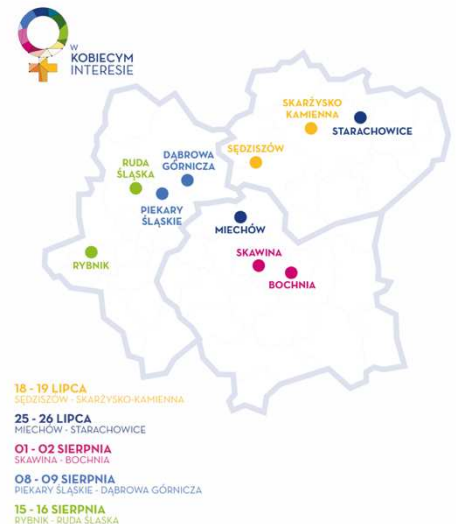 W
KOBIECYM
INTERESIE
SKARŻYSKO
KAMIENNA
STARACHOWICE
SĘDZISZÓW
DĄBROWA
GÓRNICZA
RUDA
ŚLĄSKA
PIEKARY
ŚLĄSKIE
MIECHÓW
SKAWINA
RYBNIK
BOCHNIA
18 - 19 LIPCA
SĘDZISZÓW - SKARŻYSKO-KAMIENNA
25 - 26 LIPCA
MIECHÓW - STARACHOWICE
01 - 02 SIERPNIA
SKAWINA - BOCHNIA
08 - 09 SIERPNIA
PIEKARY ŚLĄSKIE - DĄBROWA GÓRNICZA
15 - 16 SIERPNIA
RYBNIK - RUDA ŚLĄSKA